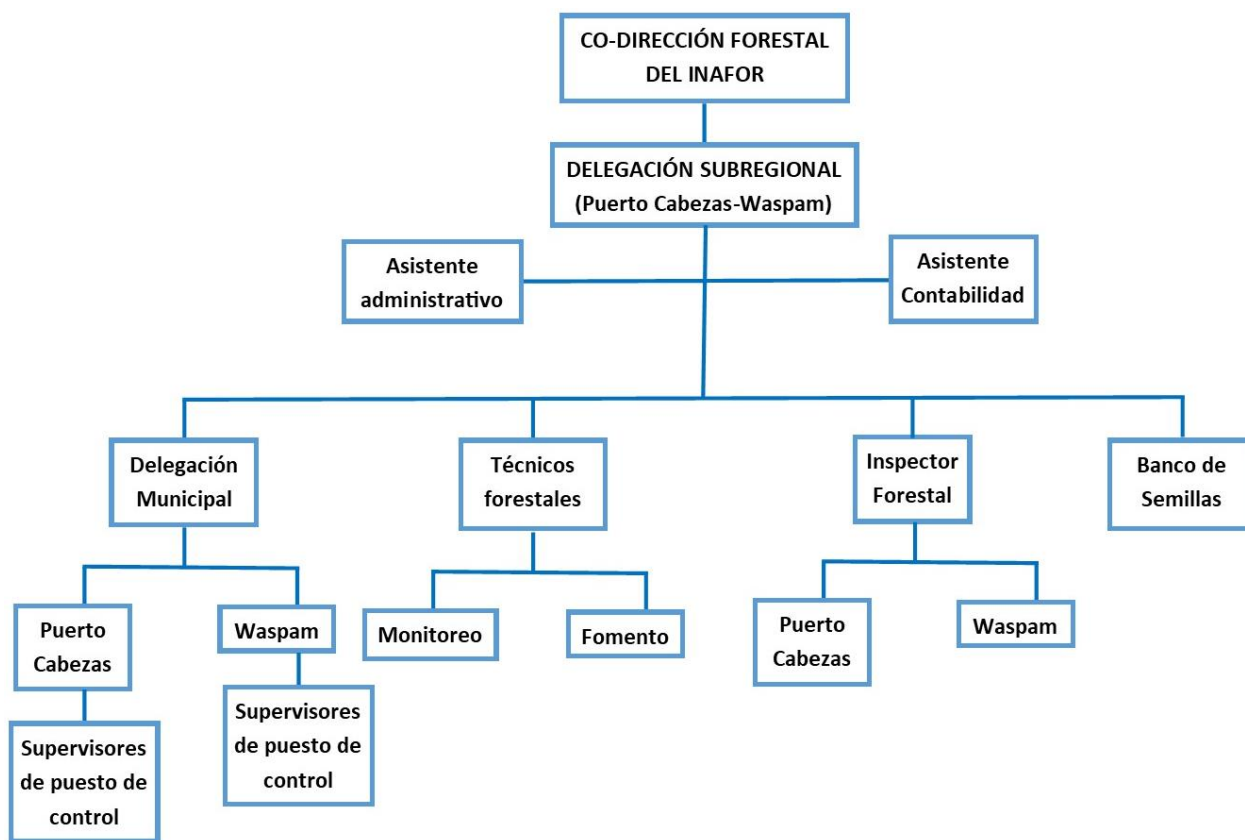 CO-DIRECCIÓN FORESTAL
DEL INAFOR
DELEGACIÓN SUBREGIONAL
(Puerto Cabezas-Waspam)
Asistente
administrativo
Asistente
Contabilidad
Delegación
Municipal
Técnicos
forestales
Inspector
Forestal
Banco de
Semillas
Puerto
Cabezas
Waspam
Monitoreo
Fomento
Puerto
Cabezas
Waspam
Supervisores
de puesto de
control
Supervisores
de puesto de
control